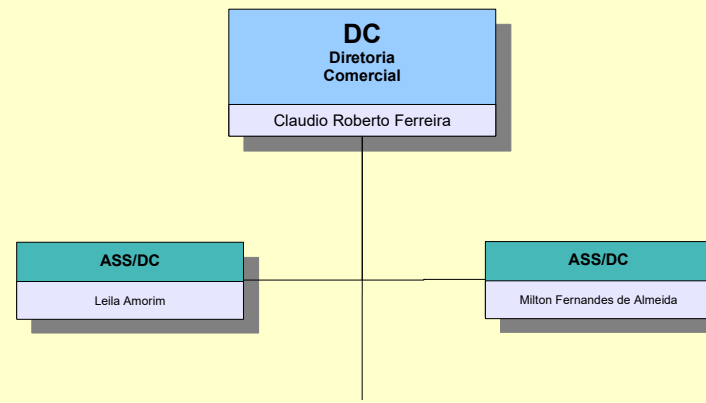 DC
Diretoria
Comercial
Claudio Roberto Ferreira
ASS/DC
Leila Amorim
ASS/DC
Milton Fernandes de Almeida